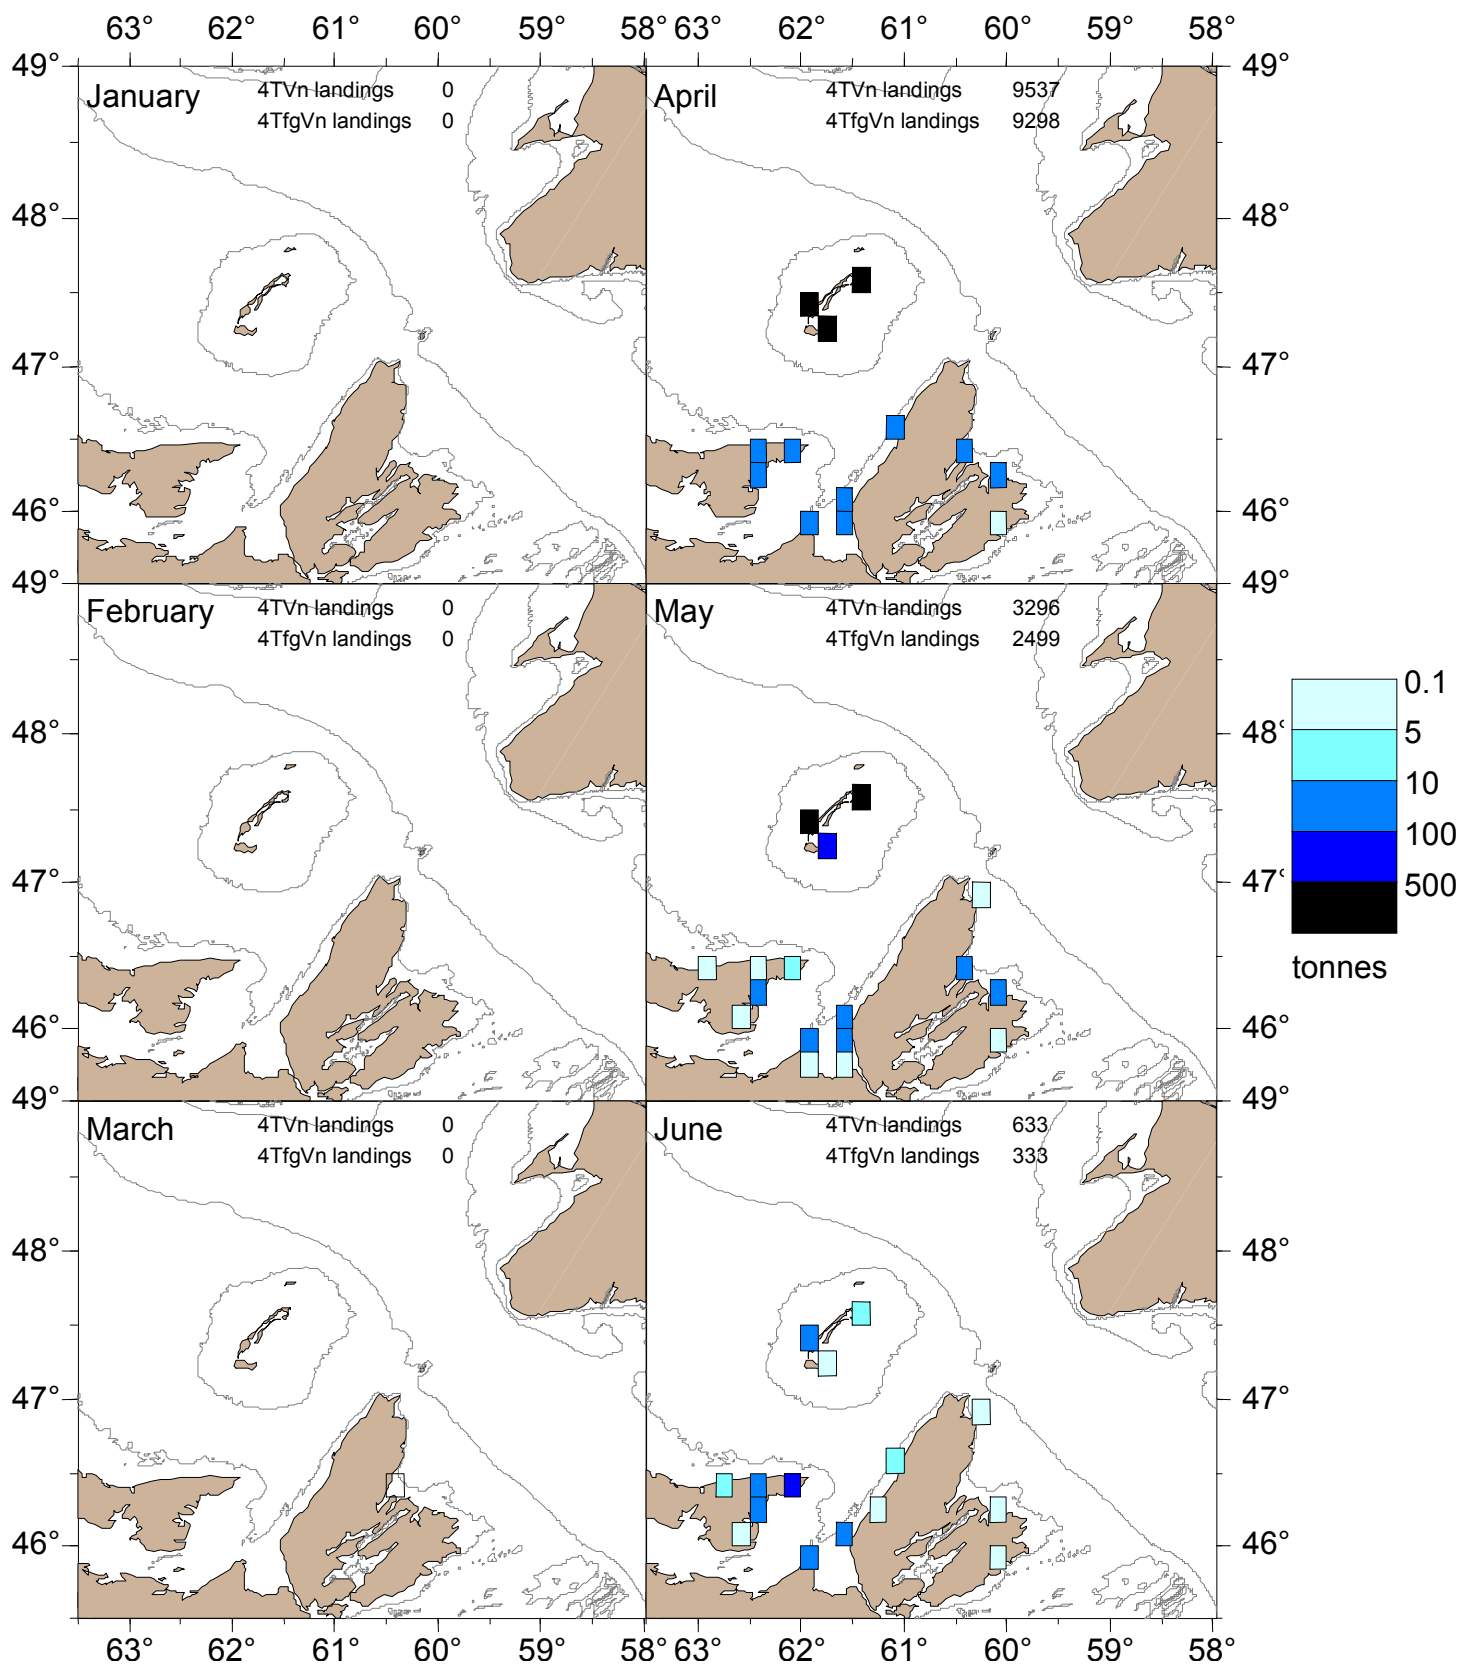 63° 62° 61° 60° 59° 58° 63° 62° 61° 60° 59° 58°
49° January 4TVn landings 0 April 4TVn landings 9537 49°
4TfgVn landings 0 4TfgVn landings 9298
48° 48°
47° 47°
46° 46°
49° February 4TVn landings 0 May 4TVn landings 3296 49°
4TfgVn landings 0 4TfgVn landings 2499
0.1
48° 48°
5
10
100
47° 47°
500
tonnes
46° 46°
49° March 4TVn landings 0 June 4TVn landings 633 49°
4TfgVn landings 0 4TfgVn landings 333
48° 48°
47° 47°
46° 46°
63° 62° 61° 60° 59° 58° 63° 62° 61° 60° 59° 58°